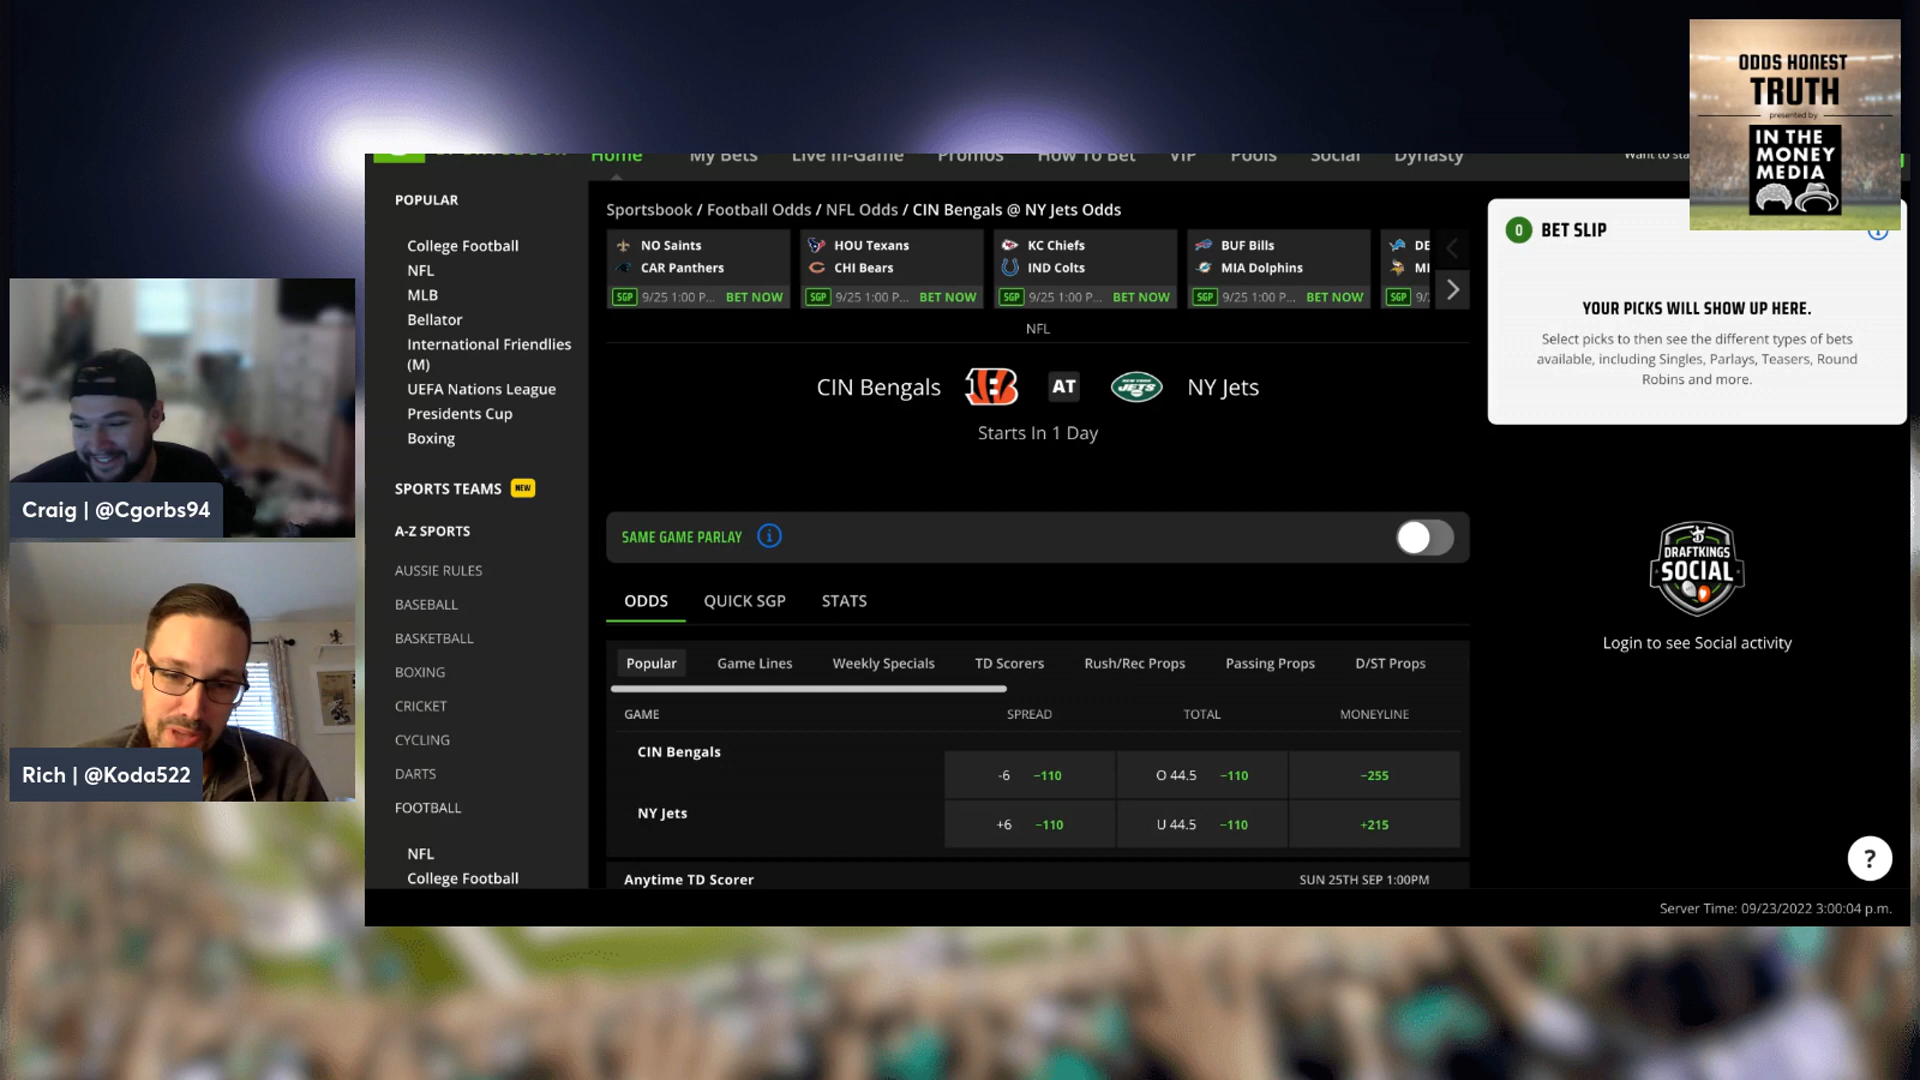 ODDS HONEST
TRUTH
presented by
IN THE
MONEY
MEDIA
Home My Bets Live In-Game Promos How To Bet VIP Pools Social Dynasty
POPULAR
College Football
NFL
MLB
Bellator
International Friendlies
(M)
UEFA Nations League
Presidents Cup
Boxing
SPORTS TEAMS NEW
A-Z SPORTS
AUSSIE RULES
BASEBALL
BASKETBALL
BOXING
CRICKET
CYCLING
DARTS
FOOTBALL
NFL
College Football
Sportsbook / Football Odds / NFL Odds / CIN Bengals @ NY Jets Odds
NO Saints
CAR Panthers
SGP 9/25 1:00 P... BET NOW
HOU Texans
CHI Bears
SGP 9/25 1:00 P... BET NOW
KC Chiefs
IND Colts
SGP 9/25 1:00 P... BET NOW
BUF Bills
MIA Dolphins
SGP 9/25 1:00 P... BET NOW
DE
MI
SGP 9/
NFL
CIN Bengals AT NY Jets
Starts In 1 Day
SAME GAME PARLAY
ODDS QUICK SGP STATS
Popular Game Lines Weekly Specials TD Scorers Rush/Rec Props Passing Props D/ST Props
GAME SPREAD TOTAL MONEYLINE
CIN Bengals
-6 −110 O 44.5 −110 −255
NY Jets
+6 −110 U 44.5 −110 +215
Anytime TD Scorer SUN 25TH SEP 1:00PM
0 BET SLIP
YOUR PICKS WILL SHOW UP HERE.
Select picks to then see the different types of bets
available, including Singles, Parlays, Teasers, Round
Robins and more.
DRAFTKINGS
SOCIAL
Login to see Social activity
?
Server Time: 09/23/2022 3:00:04 p.m.
Craig | @Cgorbs94
Rich | @Koda522